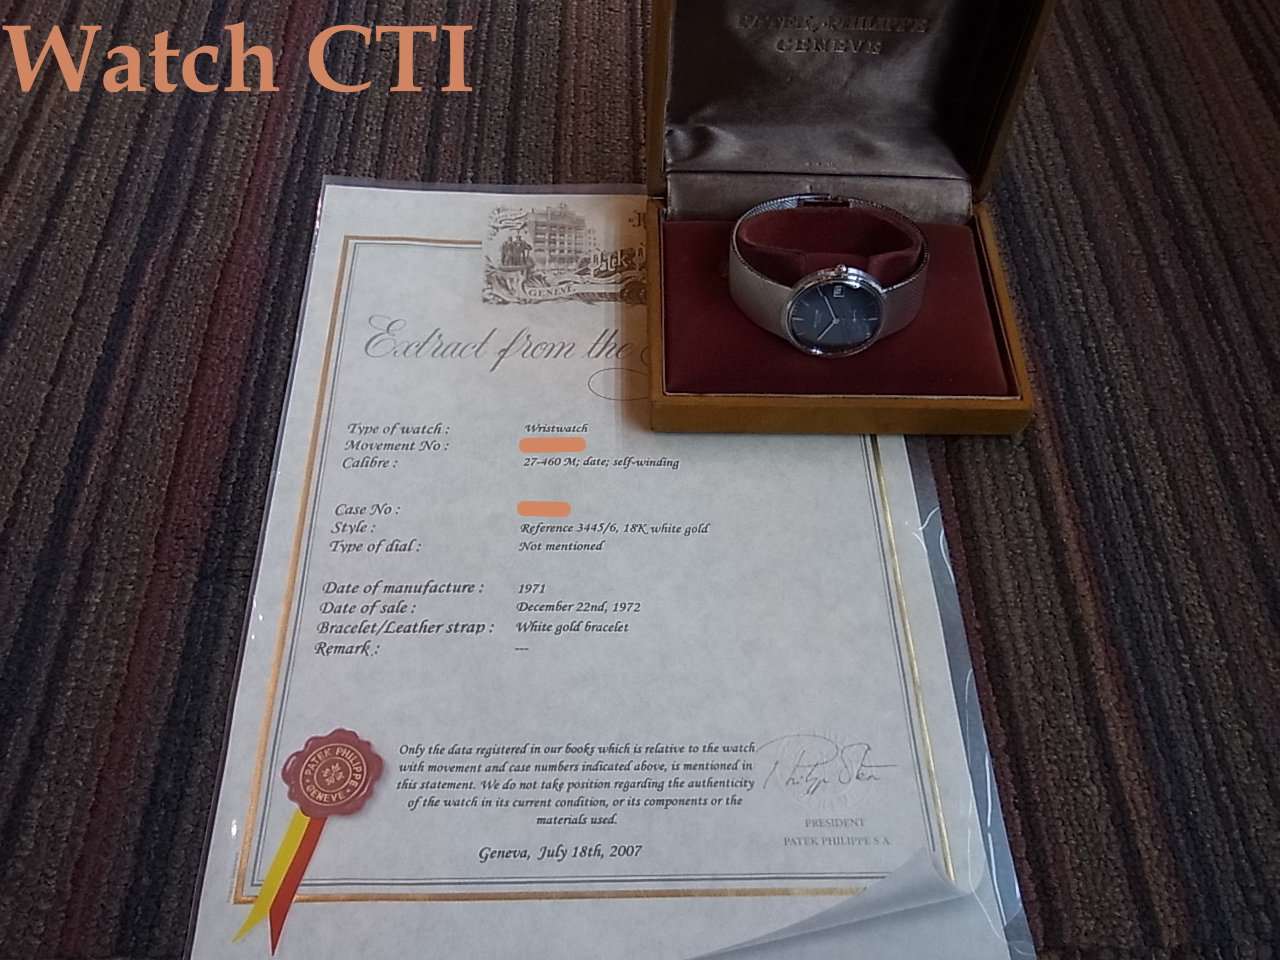 Watch CTI
PATEK PHILIPPE
GENEVE
GENEVE
Extract from the
Type of watch : Wristwatch
Movement No :
Calibre : 27-460 M; date; self-winding
Case No :
Style : Reference 3445/6, 18K white gold
Type of dial : Not mentioned
Date of manufacture : 1971
Date of sale : December 22nd, 1972
Bracelet/Leather strap : White gold bracelet
Remark : ---
PATEK PHILIPPE
GENEVE
Only the data registered in our books which is relative to the watch
with movement and case numbers indicated above, is mentioned in
this statement. We do not take position regarding the authenticity
of the watch in its current condition, or its components or the
materials used.
PRESIDENT
PATEK PHILIPPE S A
Geneva, July 18th, 2007